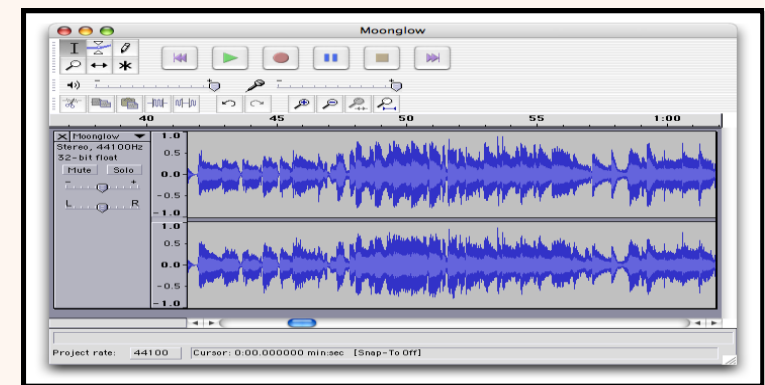 Moonglow
40 45 50 55 1:00
Moonglow
Stereo, 44100Hz
32-bit float
Mute Solo
- +
L R
1.0
0.5
0.0
-0.5
-1.0
1.0
0.5
0.0
-0.5
-1.0
Project rate: 44100 Cursor: 0:00.000000 min:sec [Snap-To Off]